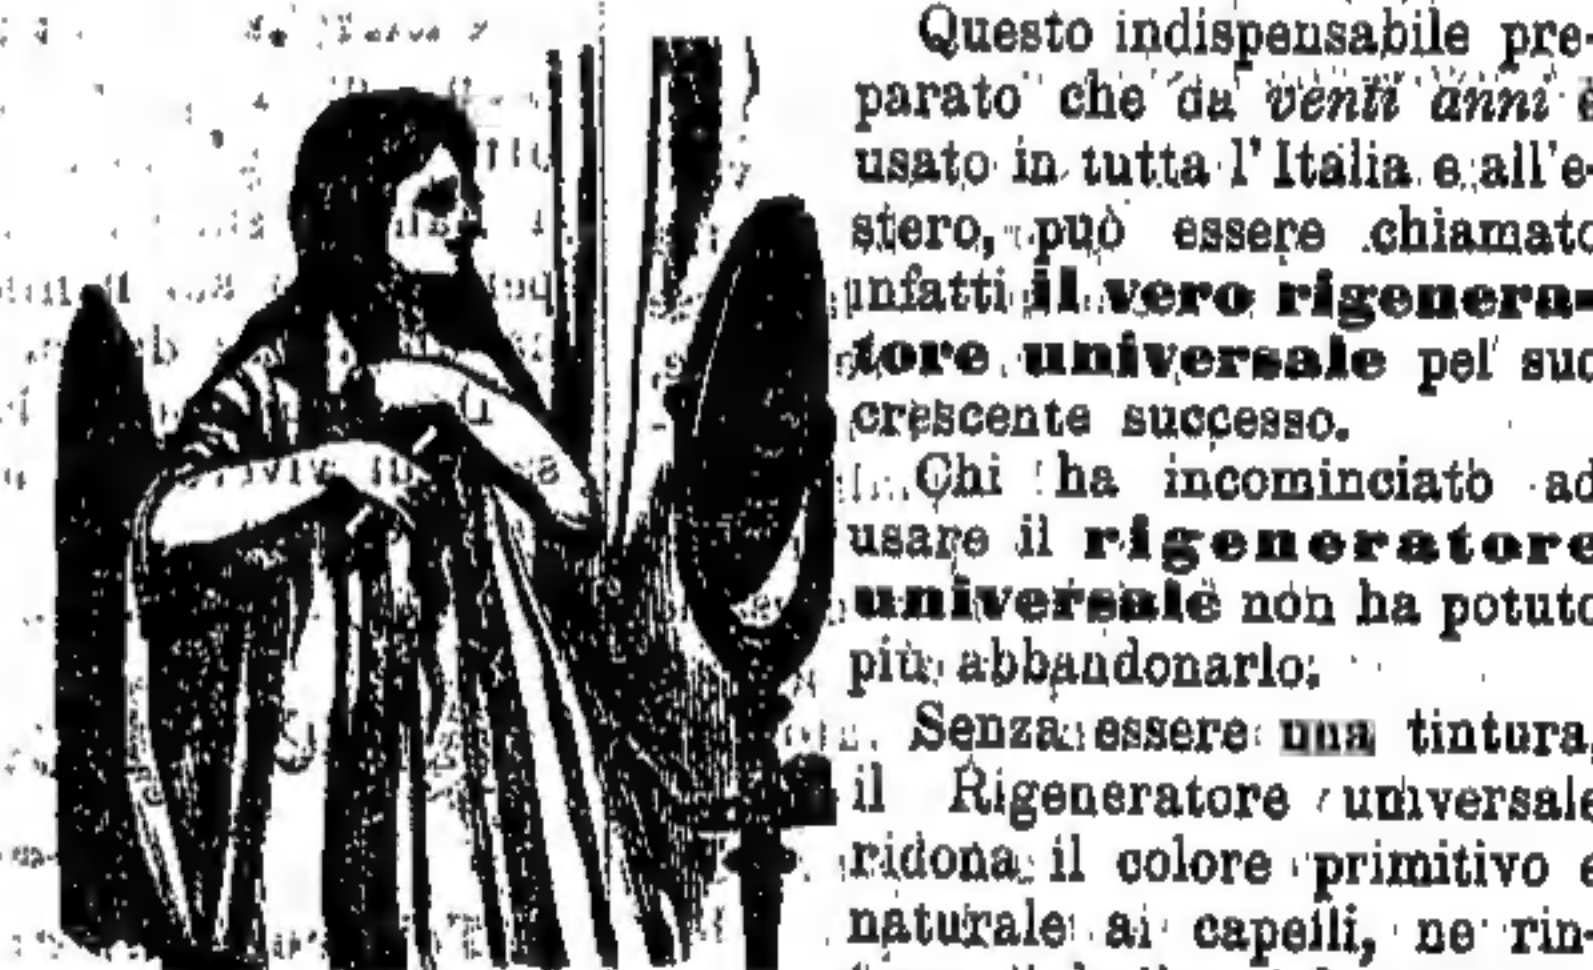 Questo indispensabile pre-
parato che da venti anni è
usato in tutta l'Italia e all'e-
stero, può essere chiamato
infatti il vero rigenera-
tore universale pel suo
crescente successo.
Chi ha incominciato ad
usare il rigeneratore
universale non ha potuto
più abbandonarlo.
Senza essere una tintura,
il Rigeneratore universale
ridona il colore primitivo e
naturale ai capelli, ne rin-